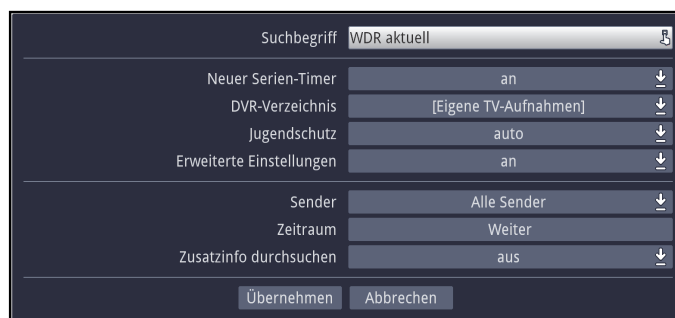 Suchbegriff WDR aktuell
Neuer Serien-Timer an
DVR-Verzeichnis [Eigene TV-Aufnahmen]
Jugendschutz auto
Erweiterte Einstellungen an
Sender Alle Sender
Zeitraum Weiter
Zusatzinfo durchsuchen aus
Übernehmen Abbrechen